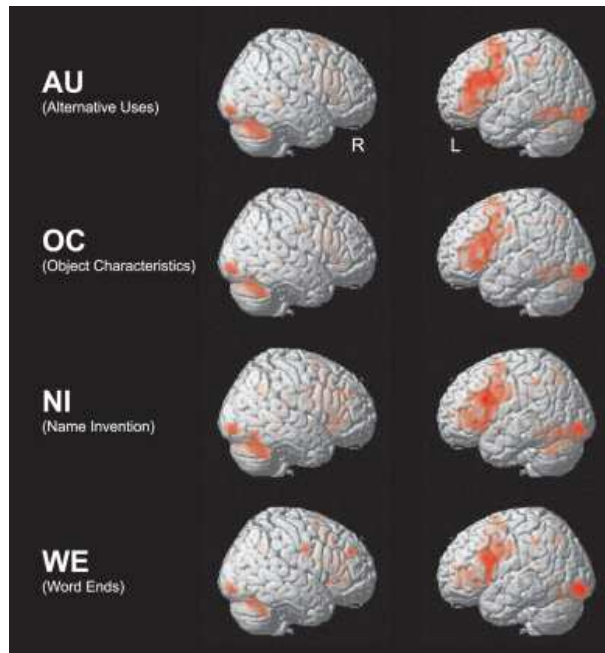 AU
(Alternative Uses)
R
L
OC
(Object Characteristics)
NI
(Name Invention)
WE
(Word Ends)